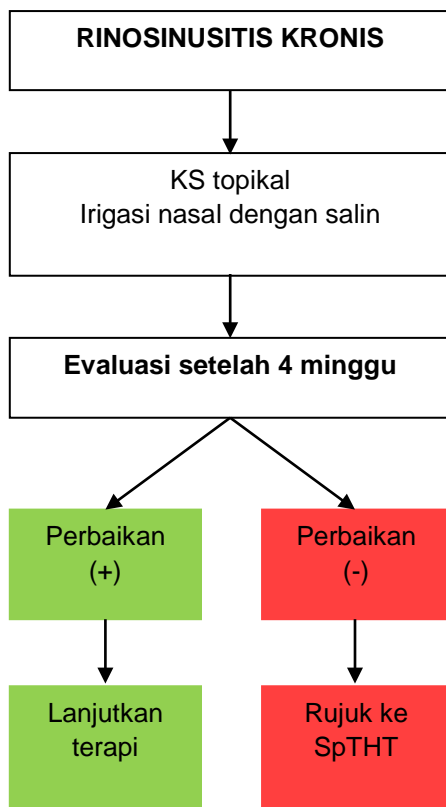 RINOSINUSITIS KRONIS
KS topikal
Irigasi nasal dengan salin
Evaluasi setelah 4 minggu
Perbaikan
(+)
Perbaikan
(-)
Lanjutkan
terapi
Rujuk ke
SpTHT